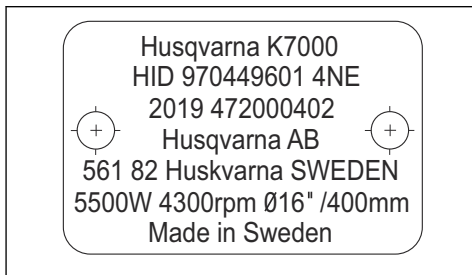 Husqvarna K7000
HID 970449601 4NE
2019 472000402
Husqvarna AB
561 82 Huskvarna SWEDEN
5500W 4300rpm Ø16" /400mm
Made in Sweden